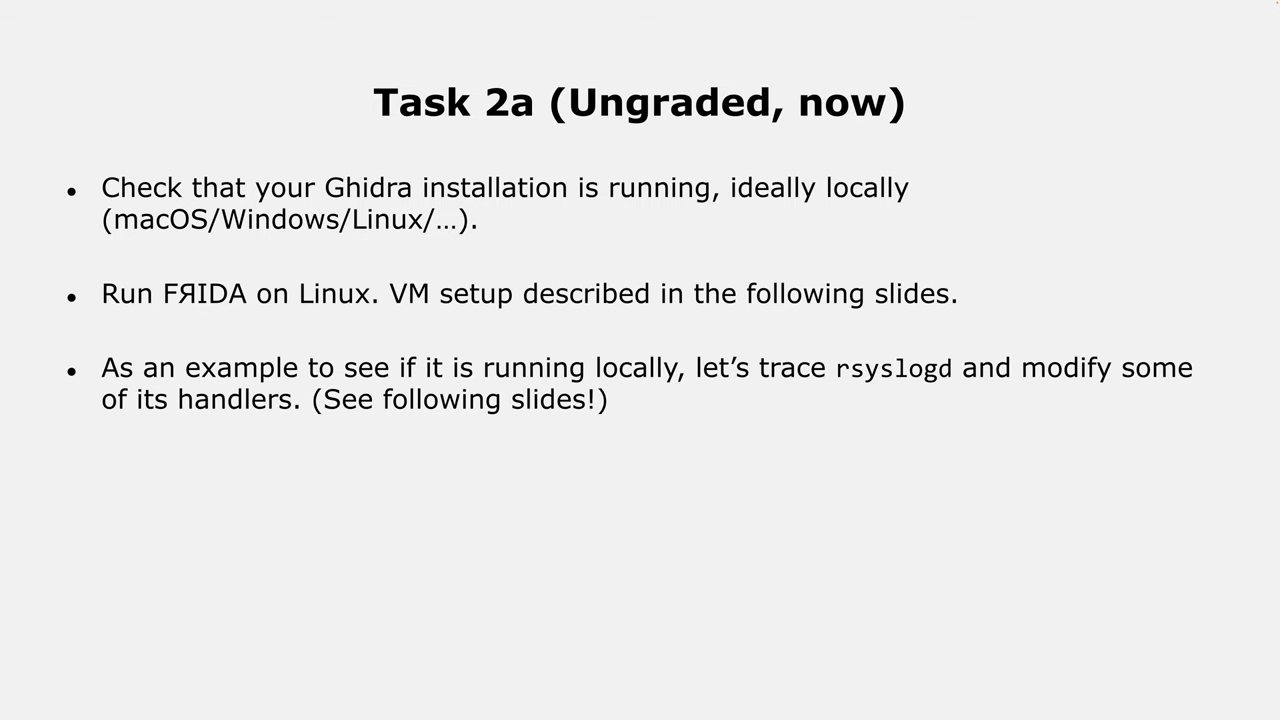 Task 2a (Ungraded, now)
● Check that your Ghidra installation is running, ideally locally
(macOS/Windows/Linux/…).
● Run FЯIDA on Linux. VM setup described in the following slides.
● As an example to see if it is running locally, let’s trace rsyslogd and modify some
of its handlers. (See following slides!)